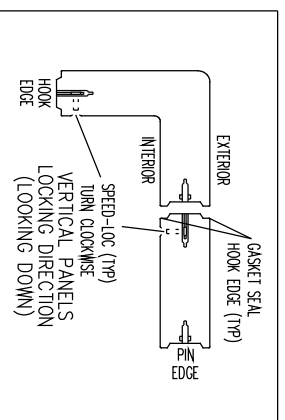 GASKET SEAL
HOOK EDGE (TYP)
EXTERIOR
INTERIOR
PIN
EDGE
SPEED-LOC (TYP)
TURN CLOCKWISE
HOOK
EDGE
VERTICAL PANELS
LOCKING DIRECTION
(LOOKING DOWN)